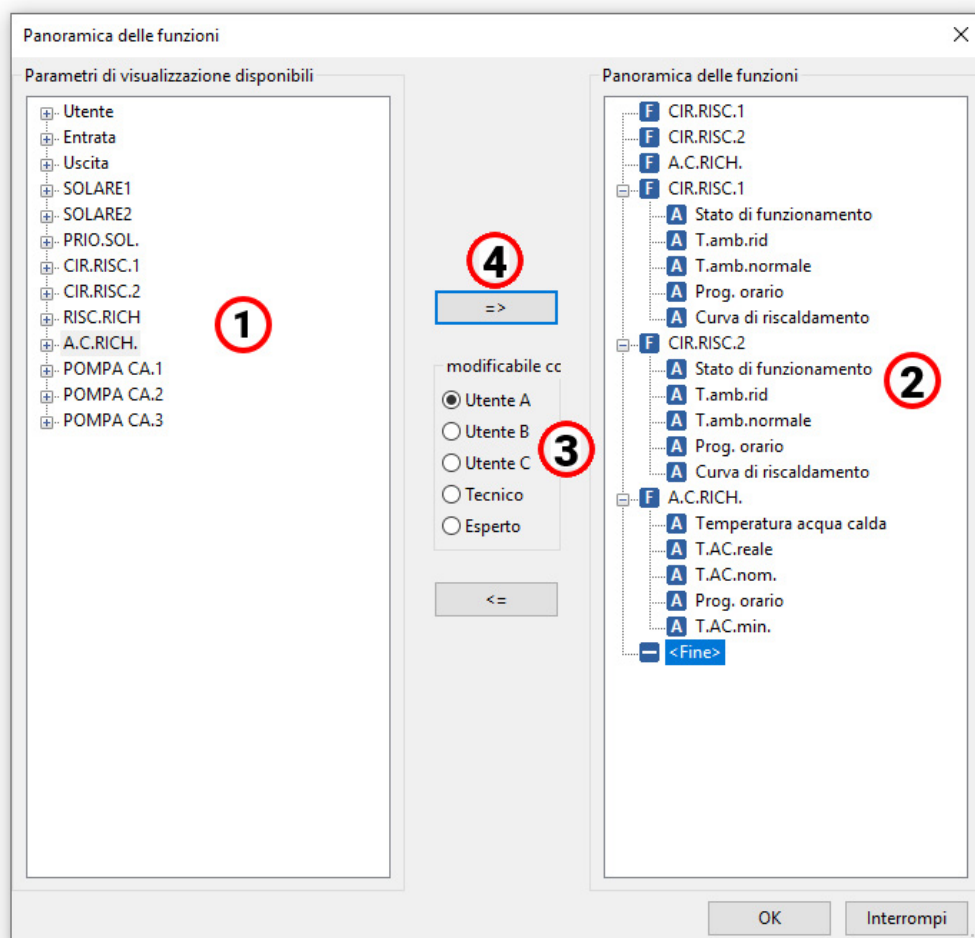 Panoramica delle funzioni
Parametri di visualizzazione disponibili
Utente
Entrata
Uscita
SOLARE1
SOLARE2
PRIO.SOL.
CIR.RISC.1
CIR.RISC.2
RISC.RICH
A.C.RICH.
POMPA CA.1
POMPA CA.2
POMPA CA.3
1
4
=>
modificabile cc
Utente A
Utente B
Utente C
Tecnico
Esperto
3
<=
Panoramica delle funzioni
F CIR.RISC.1
F CIR.RISC.2
F A.C.RICH.
F CIR.RISC.1
A Stato di funzionamento
A T.amb.rid
A T.amb.normale
A Prog. orario
A Curva di riscaldamento
F CIR.RISC.2
A Stato di funzionamento
A T.amb.rid
A T.amb.normale
A Prog. orario
A Curva di riscaldamento
2
F A.C.RICH.
A Temperatura acqua calda
A T.AC.reale
A T.AC.nom.
A Prog. orario
A T.AC.min.
<Fine>
OK
Interrompi